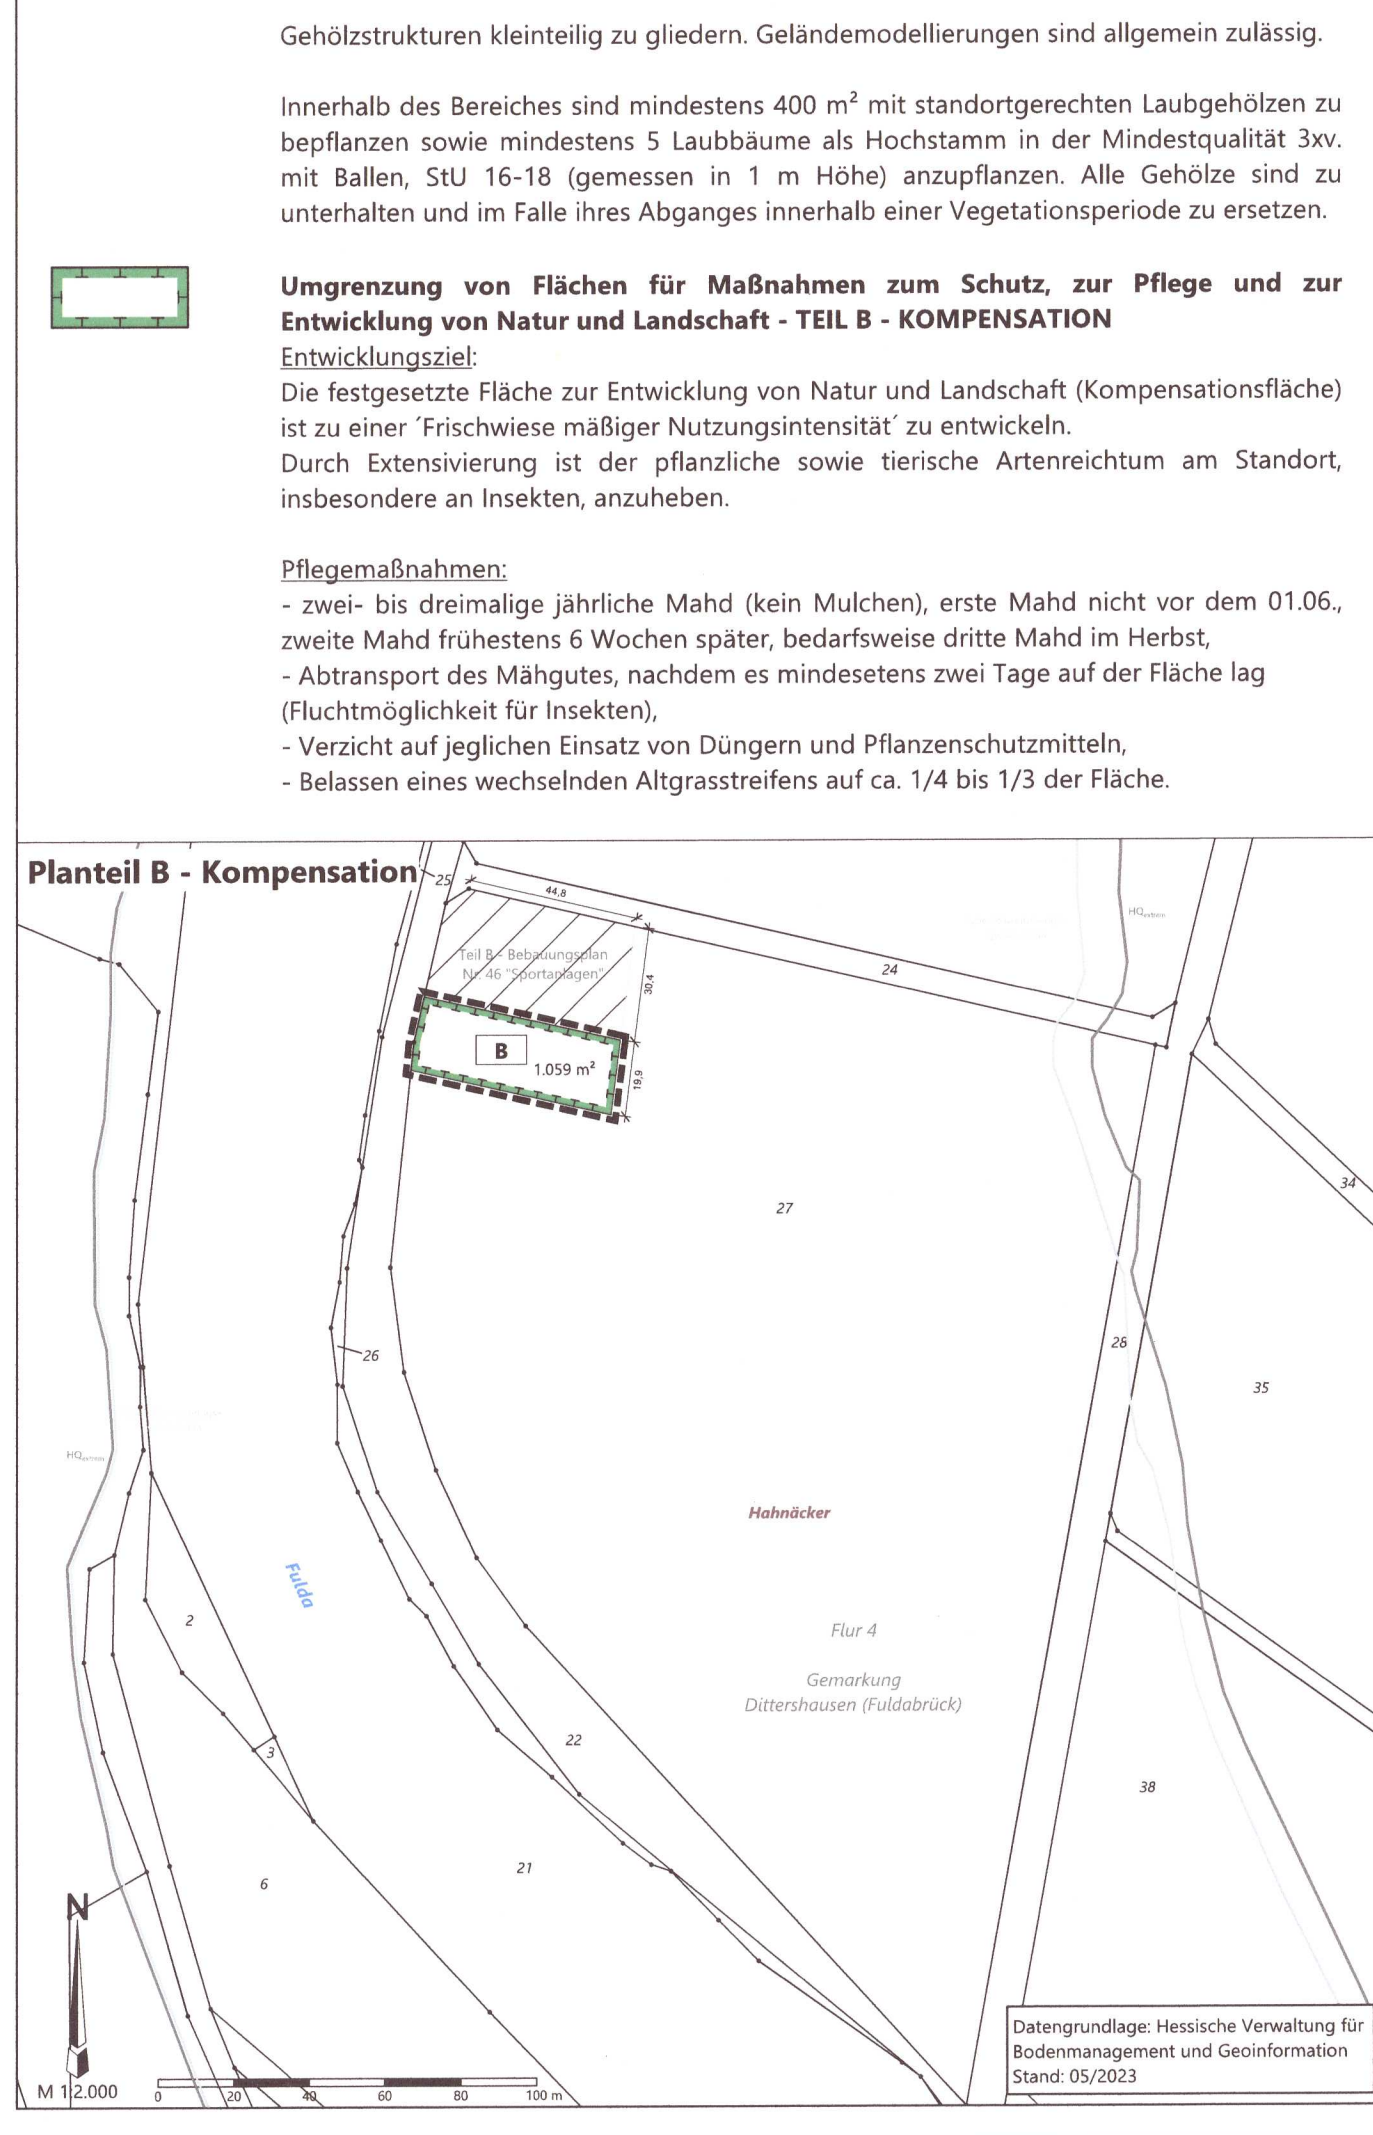 Gehölzstrukturen kleinteilig zu gliedern. Geländemodellierungen sind allgemein zulässig.
Innerhalb des Bereiches sind mindestens 400 m² mit standortgerechten Laubgehölzen zu
bepflanzen sowie mindestens 5 Laubbäume als Hochstamm in der Mindestqualität 3xv.
mit Ballen, StU 16-18 (gemessen in 1 m Höhe) anzupflanzen. Alle Gehölze sind zu
unterhalten und im Falle ihres Abganges innerhalb einer Vegetationsperiode zu ersetzen.
Umgrenzung von Flächen für Maßnahmen zum Schutz, zur Pflege und zur
Entwicklung von Natur und Landschaft - TEIL B - KOMPENSATION
Entwicklungsziel:
Die festgesetzte Fläche zur Entwicklung von Natur und Landschaft (Kompensationsfläche)
ist zu einer ´Frischwiese mäßiger Nutzungsintensität´ zu entwickeln.
Durch Extensivierung ist der pflanzliche sowie tierische Artenreichtum am Standort,
insbesondere an Insekten, anzuheben.
Pflegemaßnahmen:
- zwei- bis dreimalige jährliche Mahd (kein Mulchen), erste Mahd nicht vor dem 01.06.,
zweite Mahd frühestens 6 Wochen später, bedarfsweise dritte Mahd im Herbst,
- Abtransport des Mähgutes, nachdem es mindesetens zwei Tage auf der Fläche lag
(Fluchtmöglichkeit für Insekten),
- Verzicht auf jeglichen Einsatz von Düngern und Pflanzenschutzmitteln,
- Belassen eines wechselnden Altgrasstreifens auf ca. 1/4 bis 1/3 der Fläche.
Planteil B - Kompensation
25
44,8
HQextrem
Teil B - Bebauungsplan
Nr. 46 "Sportanlagen"
24
30,4
B
1.059 m²
19,9
34
27
28
26
35
HQextrem
Hahnäcker
Fulda
2
Flur 4
Gemarkung
Dittershausen (Fuldabrück)
22
3
38
21
6
N
Datengrundlage: Hessische Verwaltung für
Bodenmanagement und Geoinformation
Stand: 05/2023
M 1:2.000
0 20 40 60 80 100 m